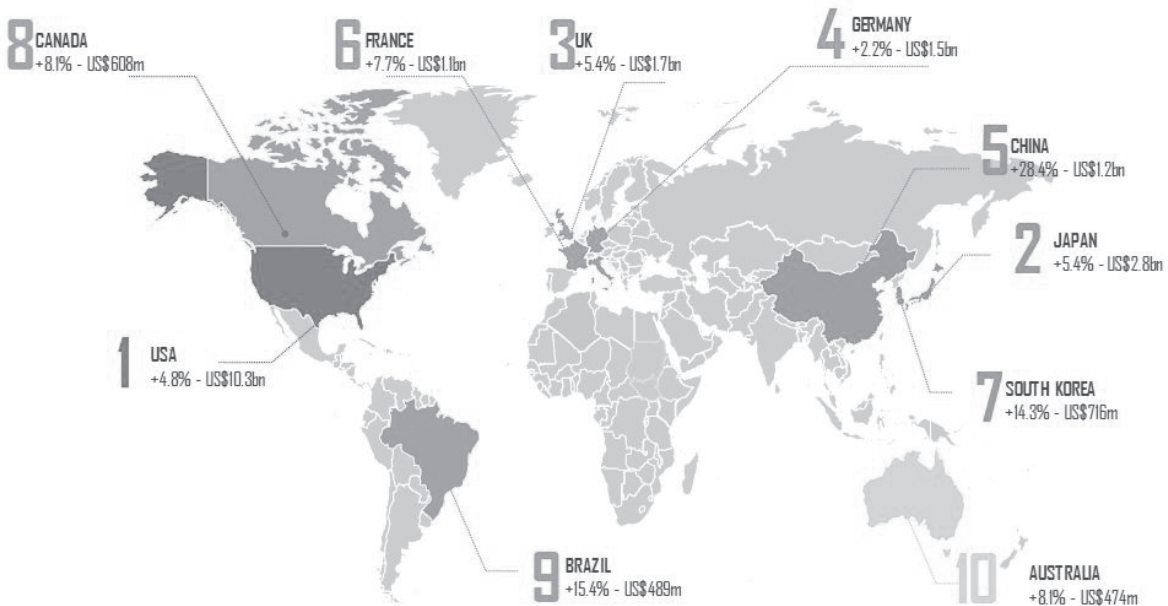 8 CANADA
+8.1% - US$608m
6 FRANCE
+7.7% - US$1.1bn
3 UK
+5.4% - US$1.7bn
4 GERMANY
+2.2% - US$1.5bn
5 CHINA
+28.4% - US$1.2bn
2 JAPAN
+5.4% - US$2.8bn
1 USA
+4.8% - US$10.3bn
7 SOUTH KOREA
+14.3% - US$716m
9 BRAZIL
+15.4% - US$489m
10 AUSTRALIA
+8.1% - US$474m